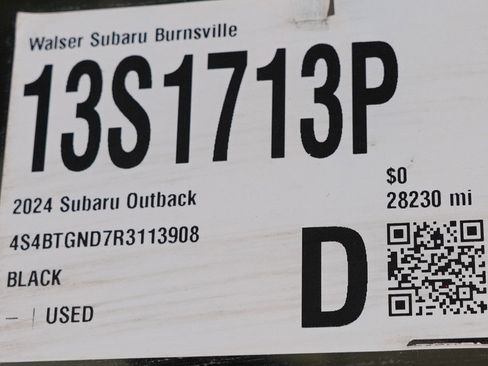 Walser Subaru Burnsville
13S1713P
$0
2024 Subaru Outback
28230 mi
4S4BTGND7R3113908
BLACK
D
– | USED